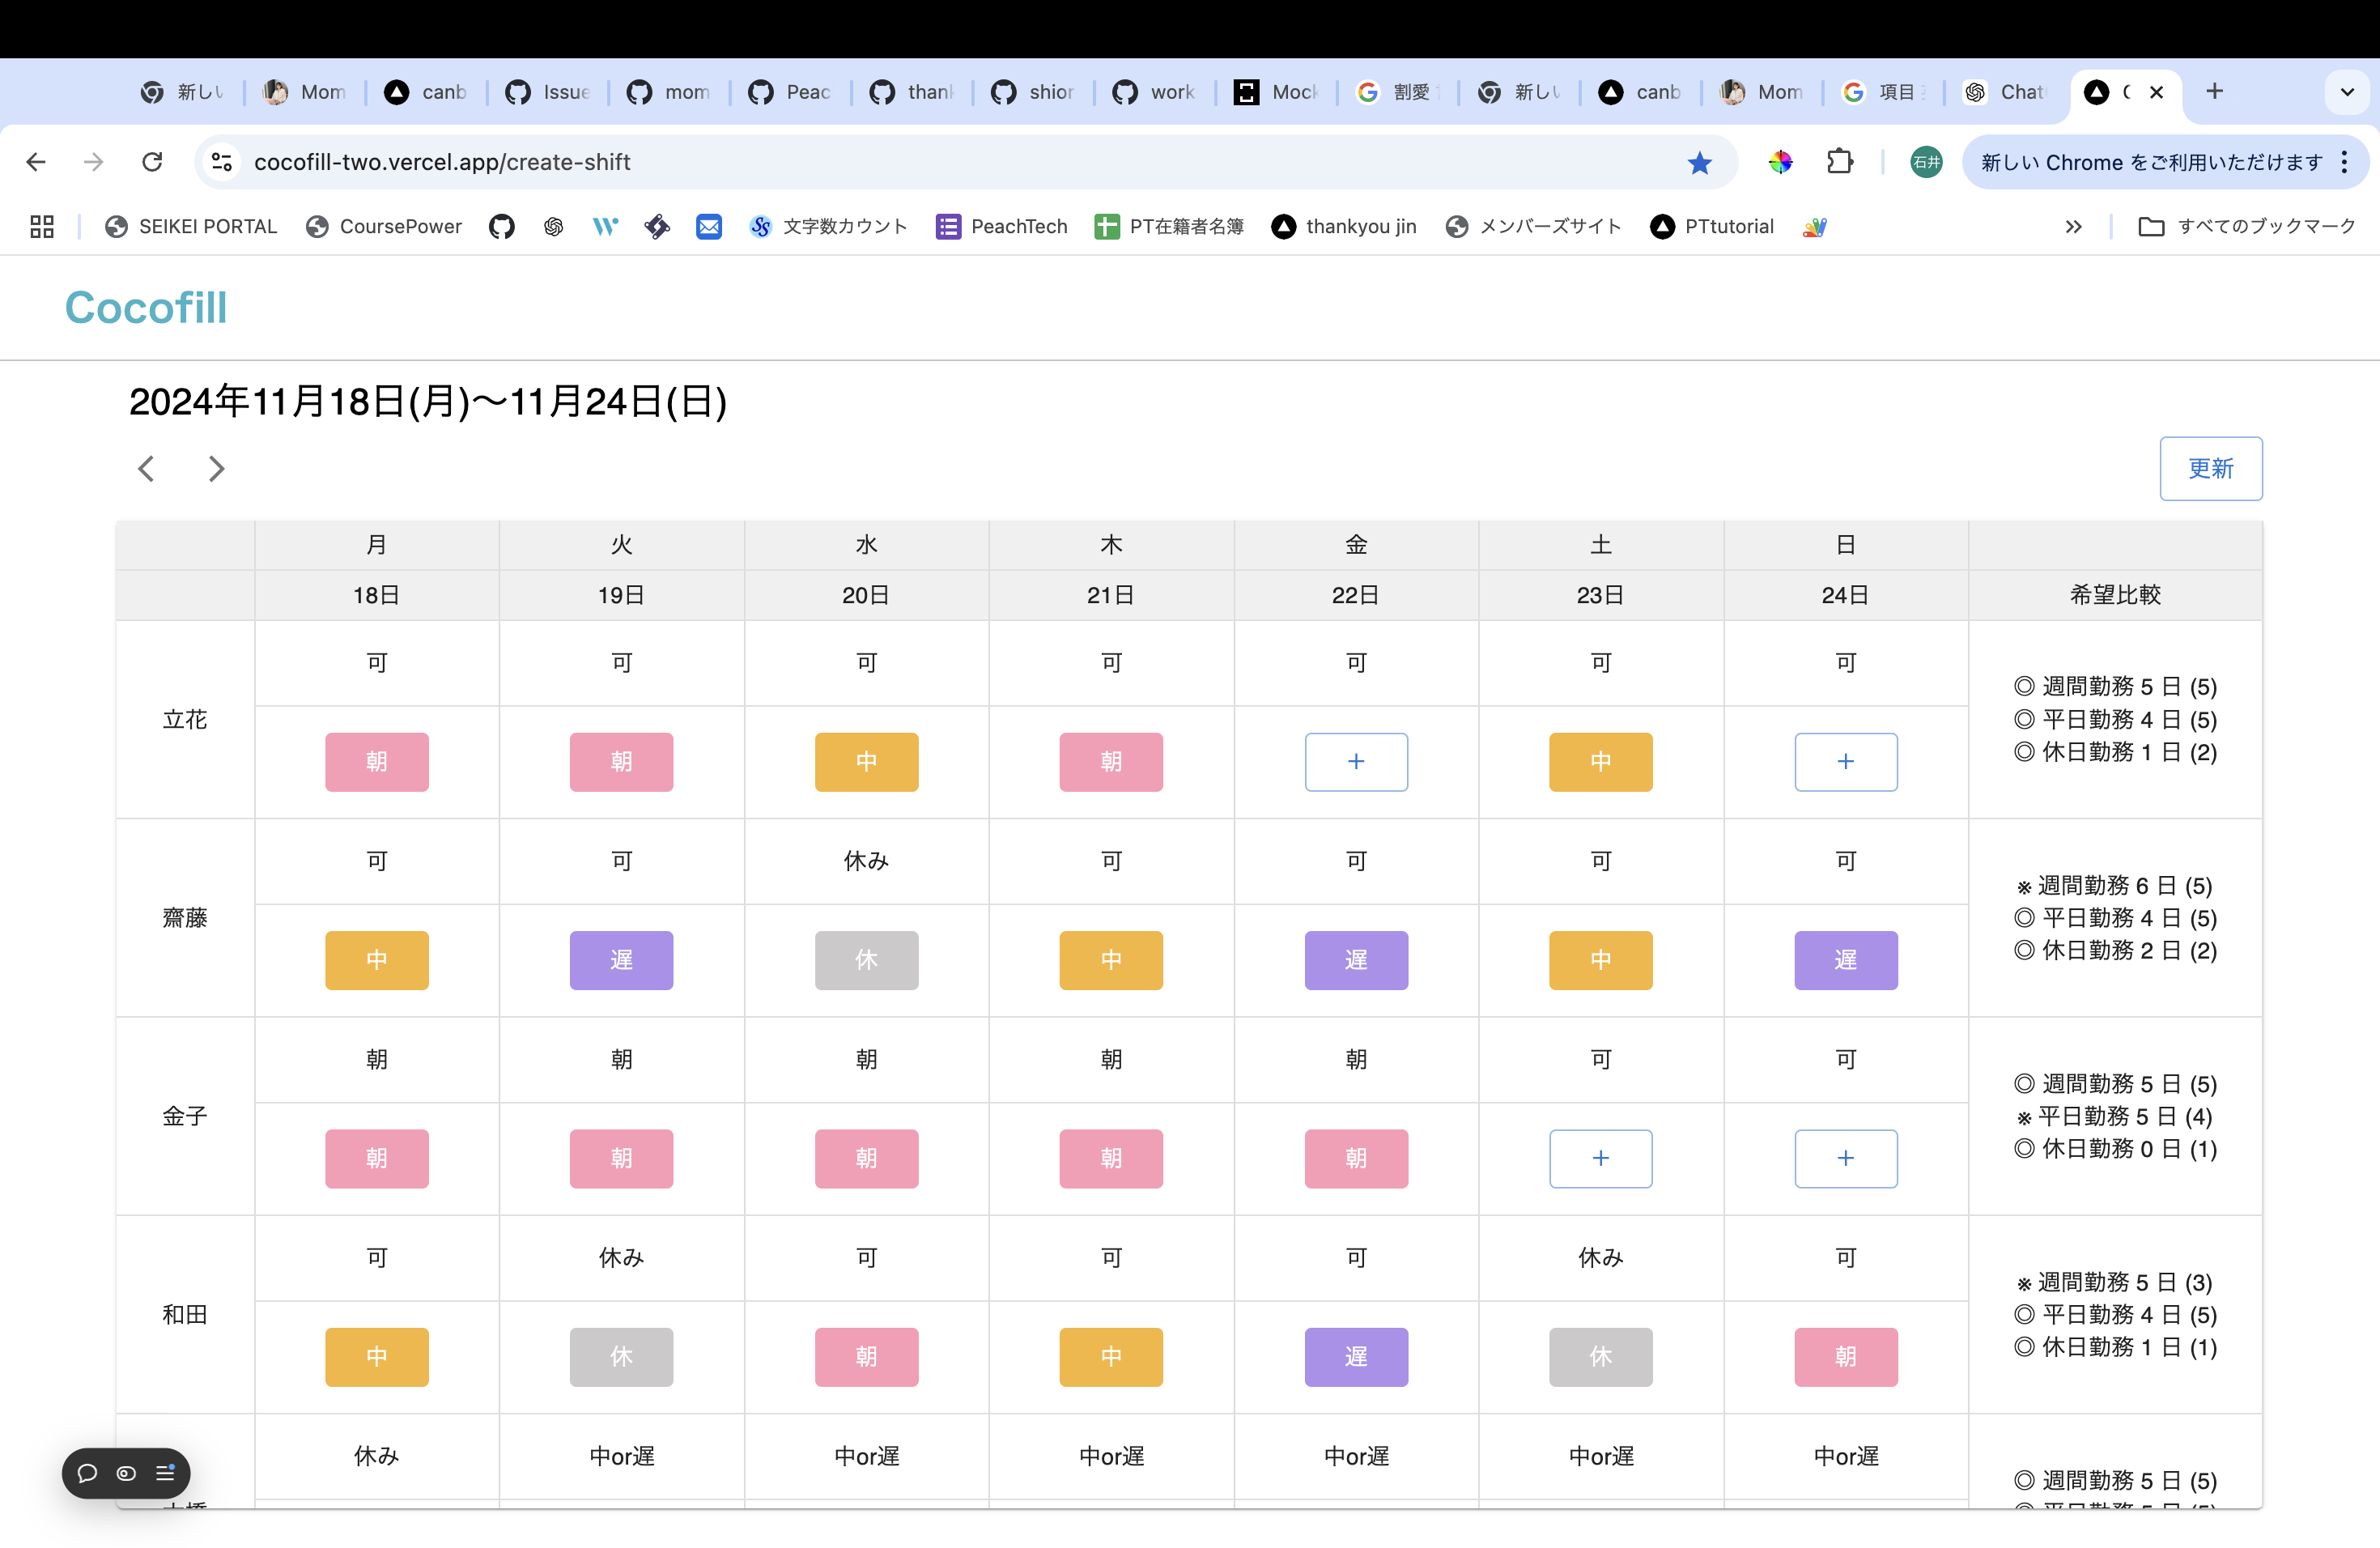 新し Mom canb Issue mom Peac thank shior work Mock 割愛 新し canb Mom 項目 Chat
cocofill-two.vercel.app/create-shift 石井 新しい Chrome をご利用いただけます
SEIKEI PORTAL CoursePower 文字数カウント PeachTech PT在籍者名簿 thankyou jin メンバーズサイト PTtutorial すべてのブックマーク
Cocofill
2024年11月18日(月)〜11月24日(日)
更新
月 火 水 木 金 土 日
18日 19日 20日 21日 22日 23日 24日 希望比較
立花
可 可 可 可 可 可 可
朝 朝 中 朝 + 中 +
◎ 週間勤務 5 日 (5)
◎ 平日勤務 4 日 (5)
◎ 休日勤務 1 日 (2)
齋藤
可 可 休み 可 可 可 可
中 遅 休 中 遅 中 遅
※ 週間勤務 6 日 (5)
◎ 平日勤務 4 日 (5)
◎ 休日勤務 2 日 (2)
金子
朝 朝 朝 朝 朝 可 可
朝 朝 朝 朝 朝 + +
◎ 週間勤務 5 日 (5)
※ 平日勤務 5 日 (4)
◎ 休日勤務 0 日 (1)
和田
可 休み 可 可 可 休み 可
中 休 朝 中 遅 休 朝
※ 週間勤務 5 日 (3)
◎ 平日勤務 4 日 (5)
◎ 休日勤務 1 日 (1)
休み 中or遅 中or遅 中or遅 中or遅 中or遅 中or遅
◎ 週間勤務 5 日 (5)